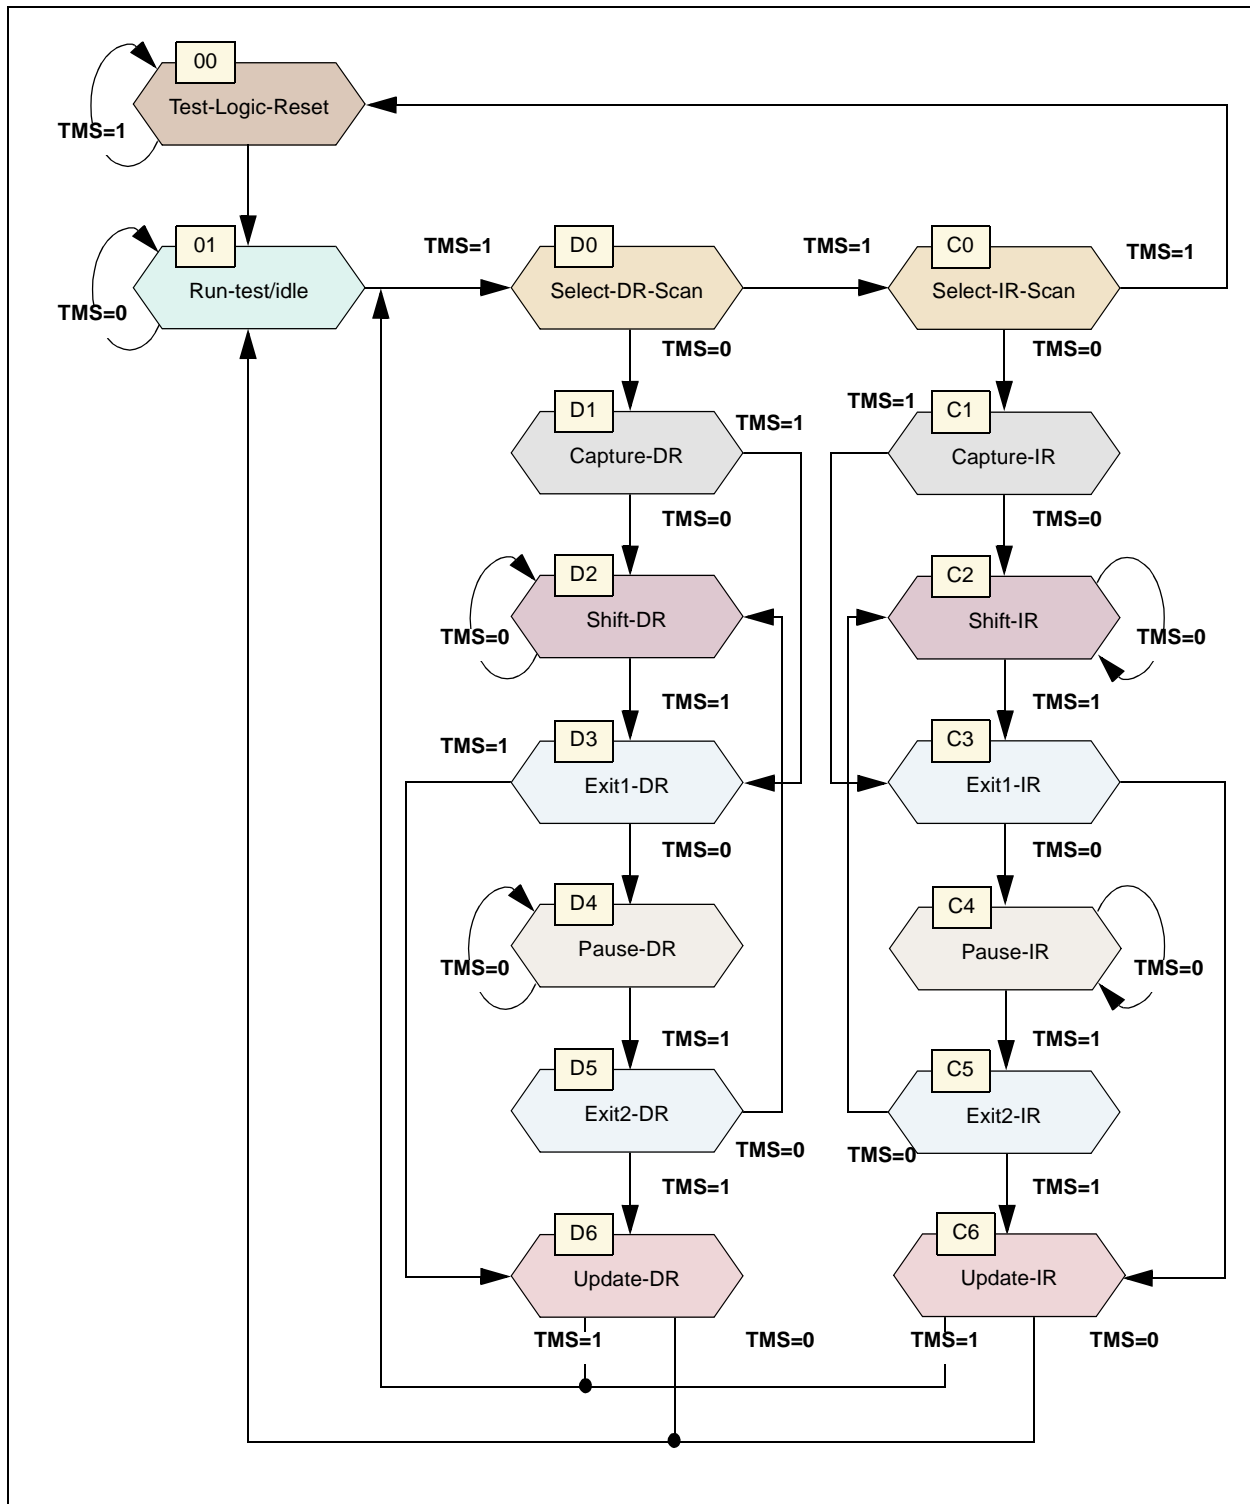 00
Test-Logic-Reset
TMS=1
01
Run-test/idle
TMS=0
TMS=1
D0
Select-DR-Scan
TMS=1
C0
Select-IR-Scan
TMS=1
TMS=0
TMS=0
D1
Capture-DR
TMS=1
TMS=1
C1
Capture-IR
TMS=0
TMS=0
D2
Shift-DR
TMS=0
C2
Shift-IR
TMS=0
TMS=1
TMS=1
TMS=1
D3
Exit1-DR
C3
Exit1-IR
TMS=0
TMS=0
D4
Pause-DR
TMS=0
C4
Pause-IR
TMS=0
TMS=1
TMS=1
D5
Exit2-DR
TMS=0
C5
Exit2-IR
TMS=0
TMS=1
TMS=1
D6
Update-DR
C6
Update-IR
TMS=1
TMS=0
TMS=1
TMS=0